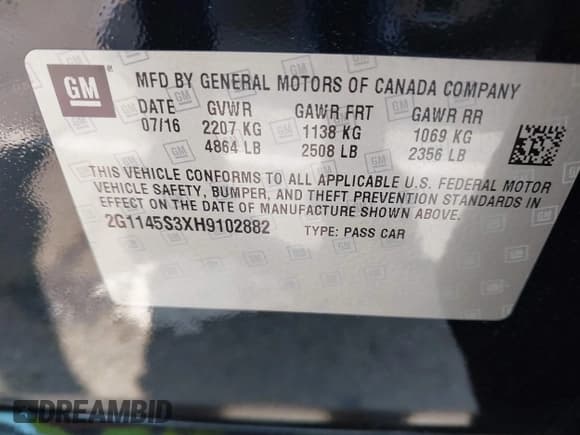 GM
MFD BY GENERAL MOTORS OF CANADA COMPANY
DATE GVWR GAWR FRT GAWR RR
07/16 2207 KG 1138 KG 1069 KG
4864 LB 2508 LB 2356 LB
THIS VEHICLE CONFORMS TO ALL APPLICABLE U.S. FEDERAL MOTOR
VEHICLE SAFETY, BUMPER, AND THEFT PREVENTION STANDARDS IN
EFFECT ON THE DATE OF MANUFACTURE SHOWN ABOVE.
2G1145S3XH9102882 TYPE: PASS CAR
DREAMBID